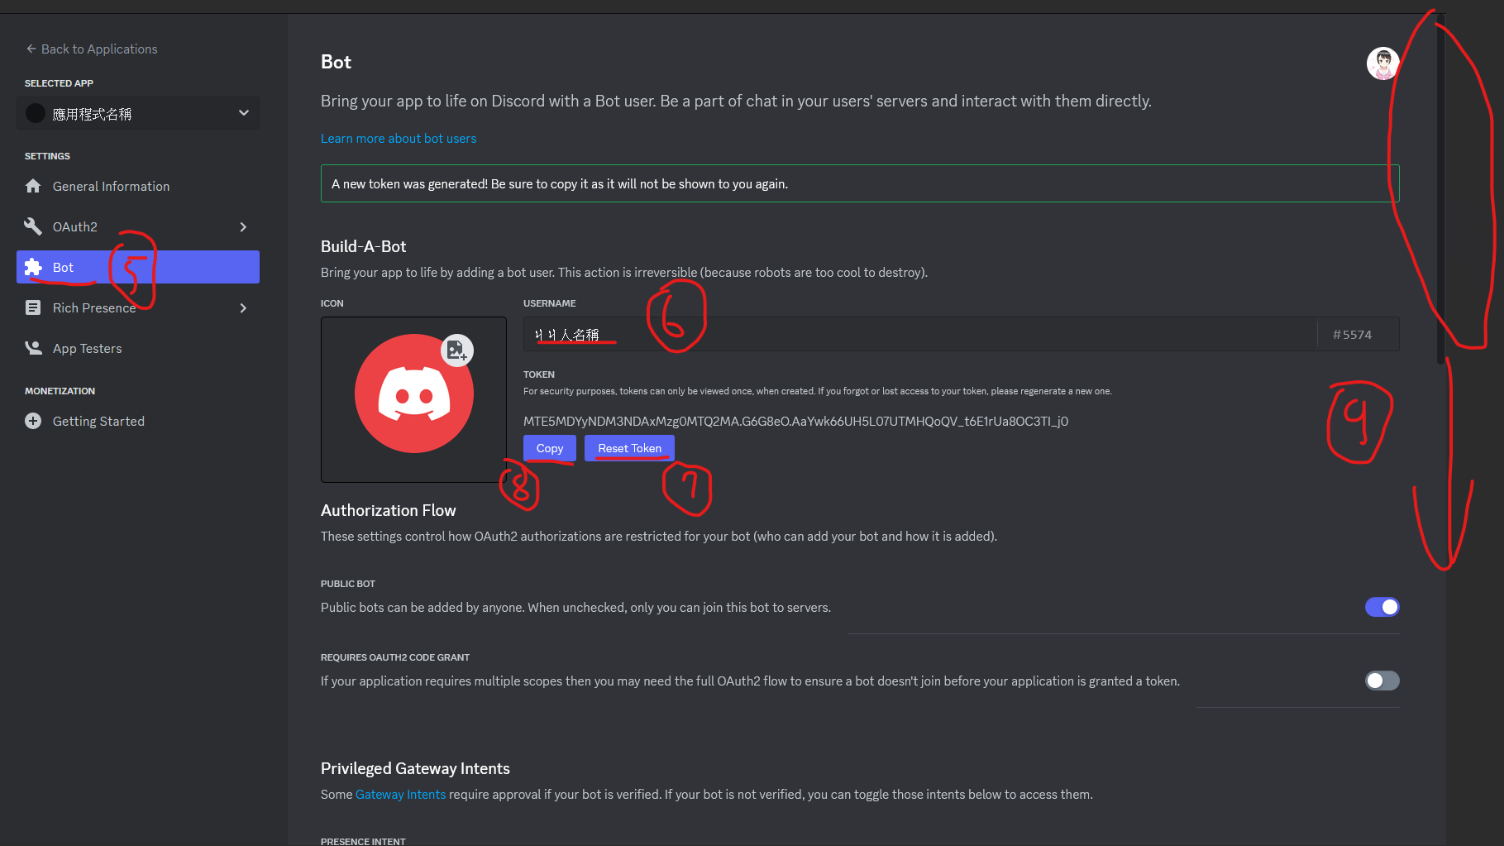 Back to Applications
SELECTED APP
應用程式名稱
SETTINGS
General Information
OAuth2
Bot
5
Rich Presence
App Testers
MONETIZATION
Getting Started
Bot
Bring your app to life on Discord with a Bot user. Be a part of chat in your users' servers and interact with them directly.
Learn more about bot users
A new token was generated! Be sure to copy it as it will not be shown to you again.
Build-A-Bot
Bring your app to life by adding a bot user. This action is irreversible (because robots are too cool to destroy).
ICON
USERNAME
6
ㄐㄐ人名稱
#5574
TOKEN
For security purposes, tokens can only be viewed once, when created. If you forgot or lost access to your token, please regenerate a new one.
MTE5MDYyNDM3NDAxMzg0MTQ2MA.G6G8eO.AaYwk66UH5L07UTMHQoQV_t6E1rUa8OC3TI_j0
Copy
Reset Token
8
7
9
Authorization Flow
These settings control how OAuth2 authorizations are restricted for your bot (who can add your bot and how it is added).
PUBLIC BOT
Public bots can be added by anyone. When unchecked, only you can join this bot to servers.
REQUIRES OAUTH2 CODE GRANT
If your application requires multiple scopes then you may need the full OAuth2 flow to ensure a bot doesn't join before your application is granted a token.
Privileged Gateway Intents
Some Gateway Intents require approval if your bot is verified. If your bot is not verified, you can toggle those intents below to access them.
PRESENCE INTENT